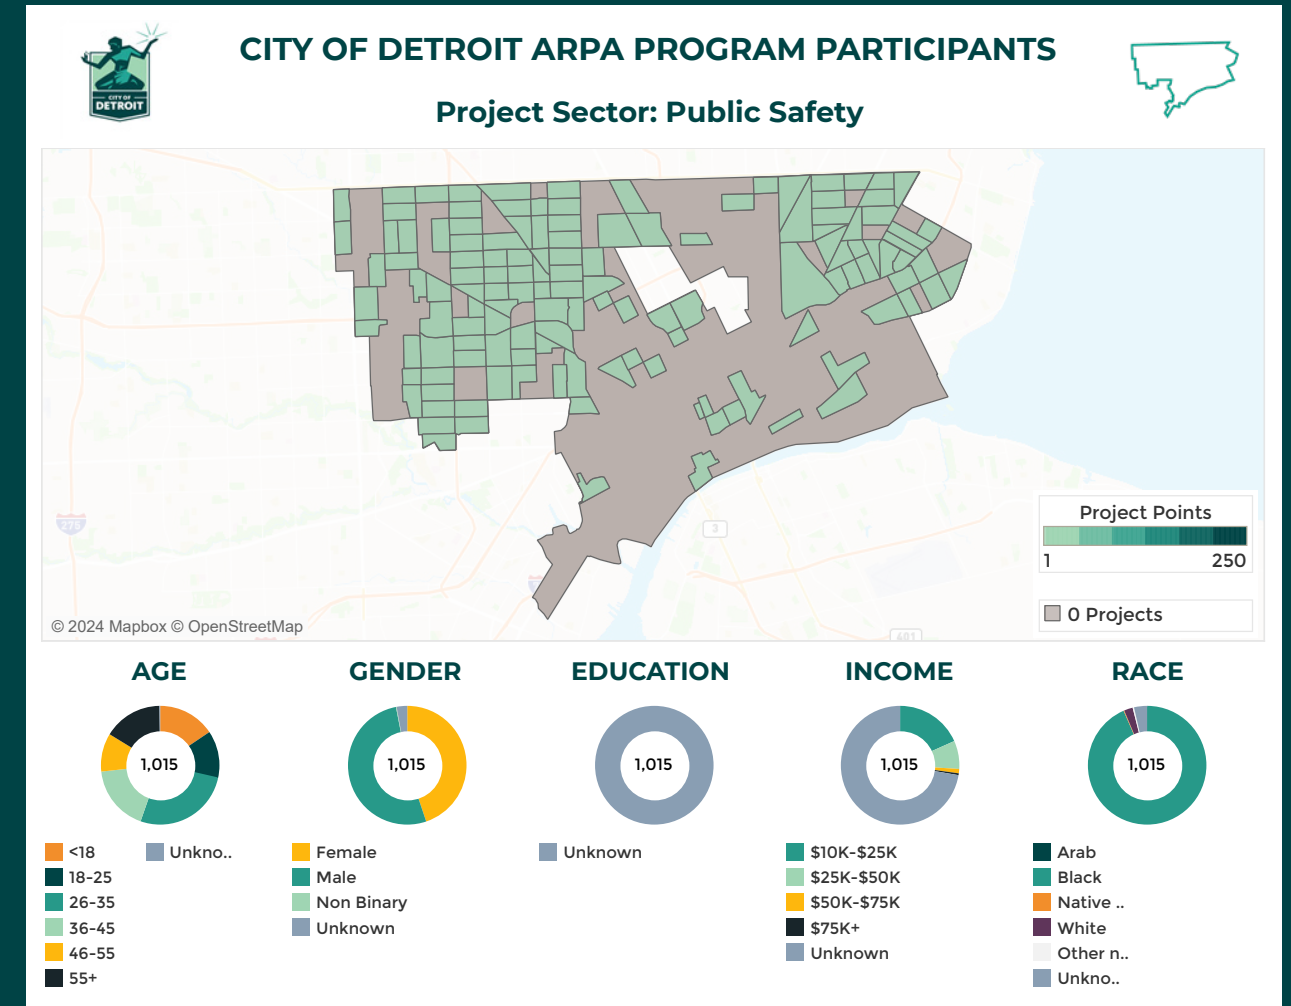 CITY OF DETROIT ARPA PROGRAM PARTICIPANTS
Project Sector: Public Safety
CITY OF
DETROIT
275
3
401
Project Points
1 250
0 Projects
© 2024 Mapbox © OpenStreetMap
AGE
1,015
<18
Unkno..
18-25
26-35
36-45
46-55
55+
GENDER
1,015
Female
Male
Non Binary
Unknown
EDUCATION
1,015
Unknown
INCOME
1,015
$10K-$25K
$25K-$50K
$50K-$75K
$75K+
Unknown
RACE
1,015
Arab
Black
Native ..
White
Other n..
Unkno..